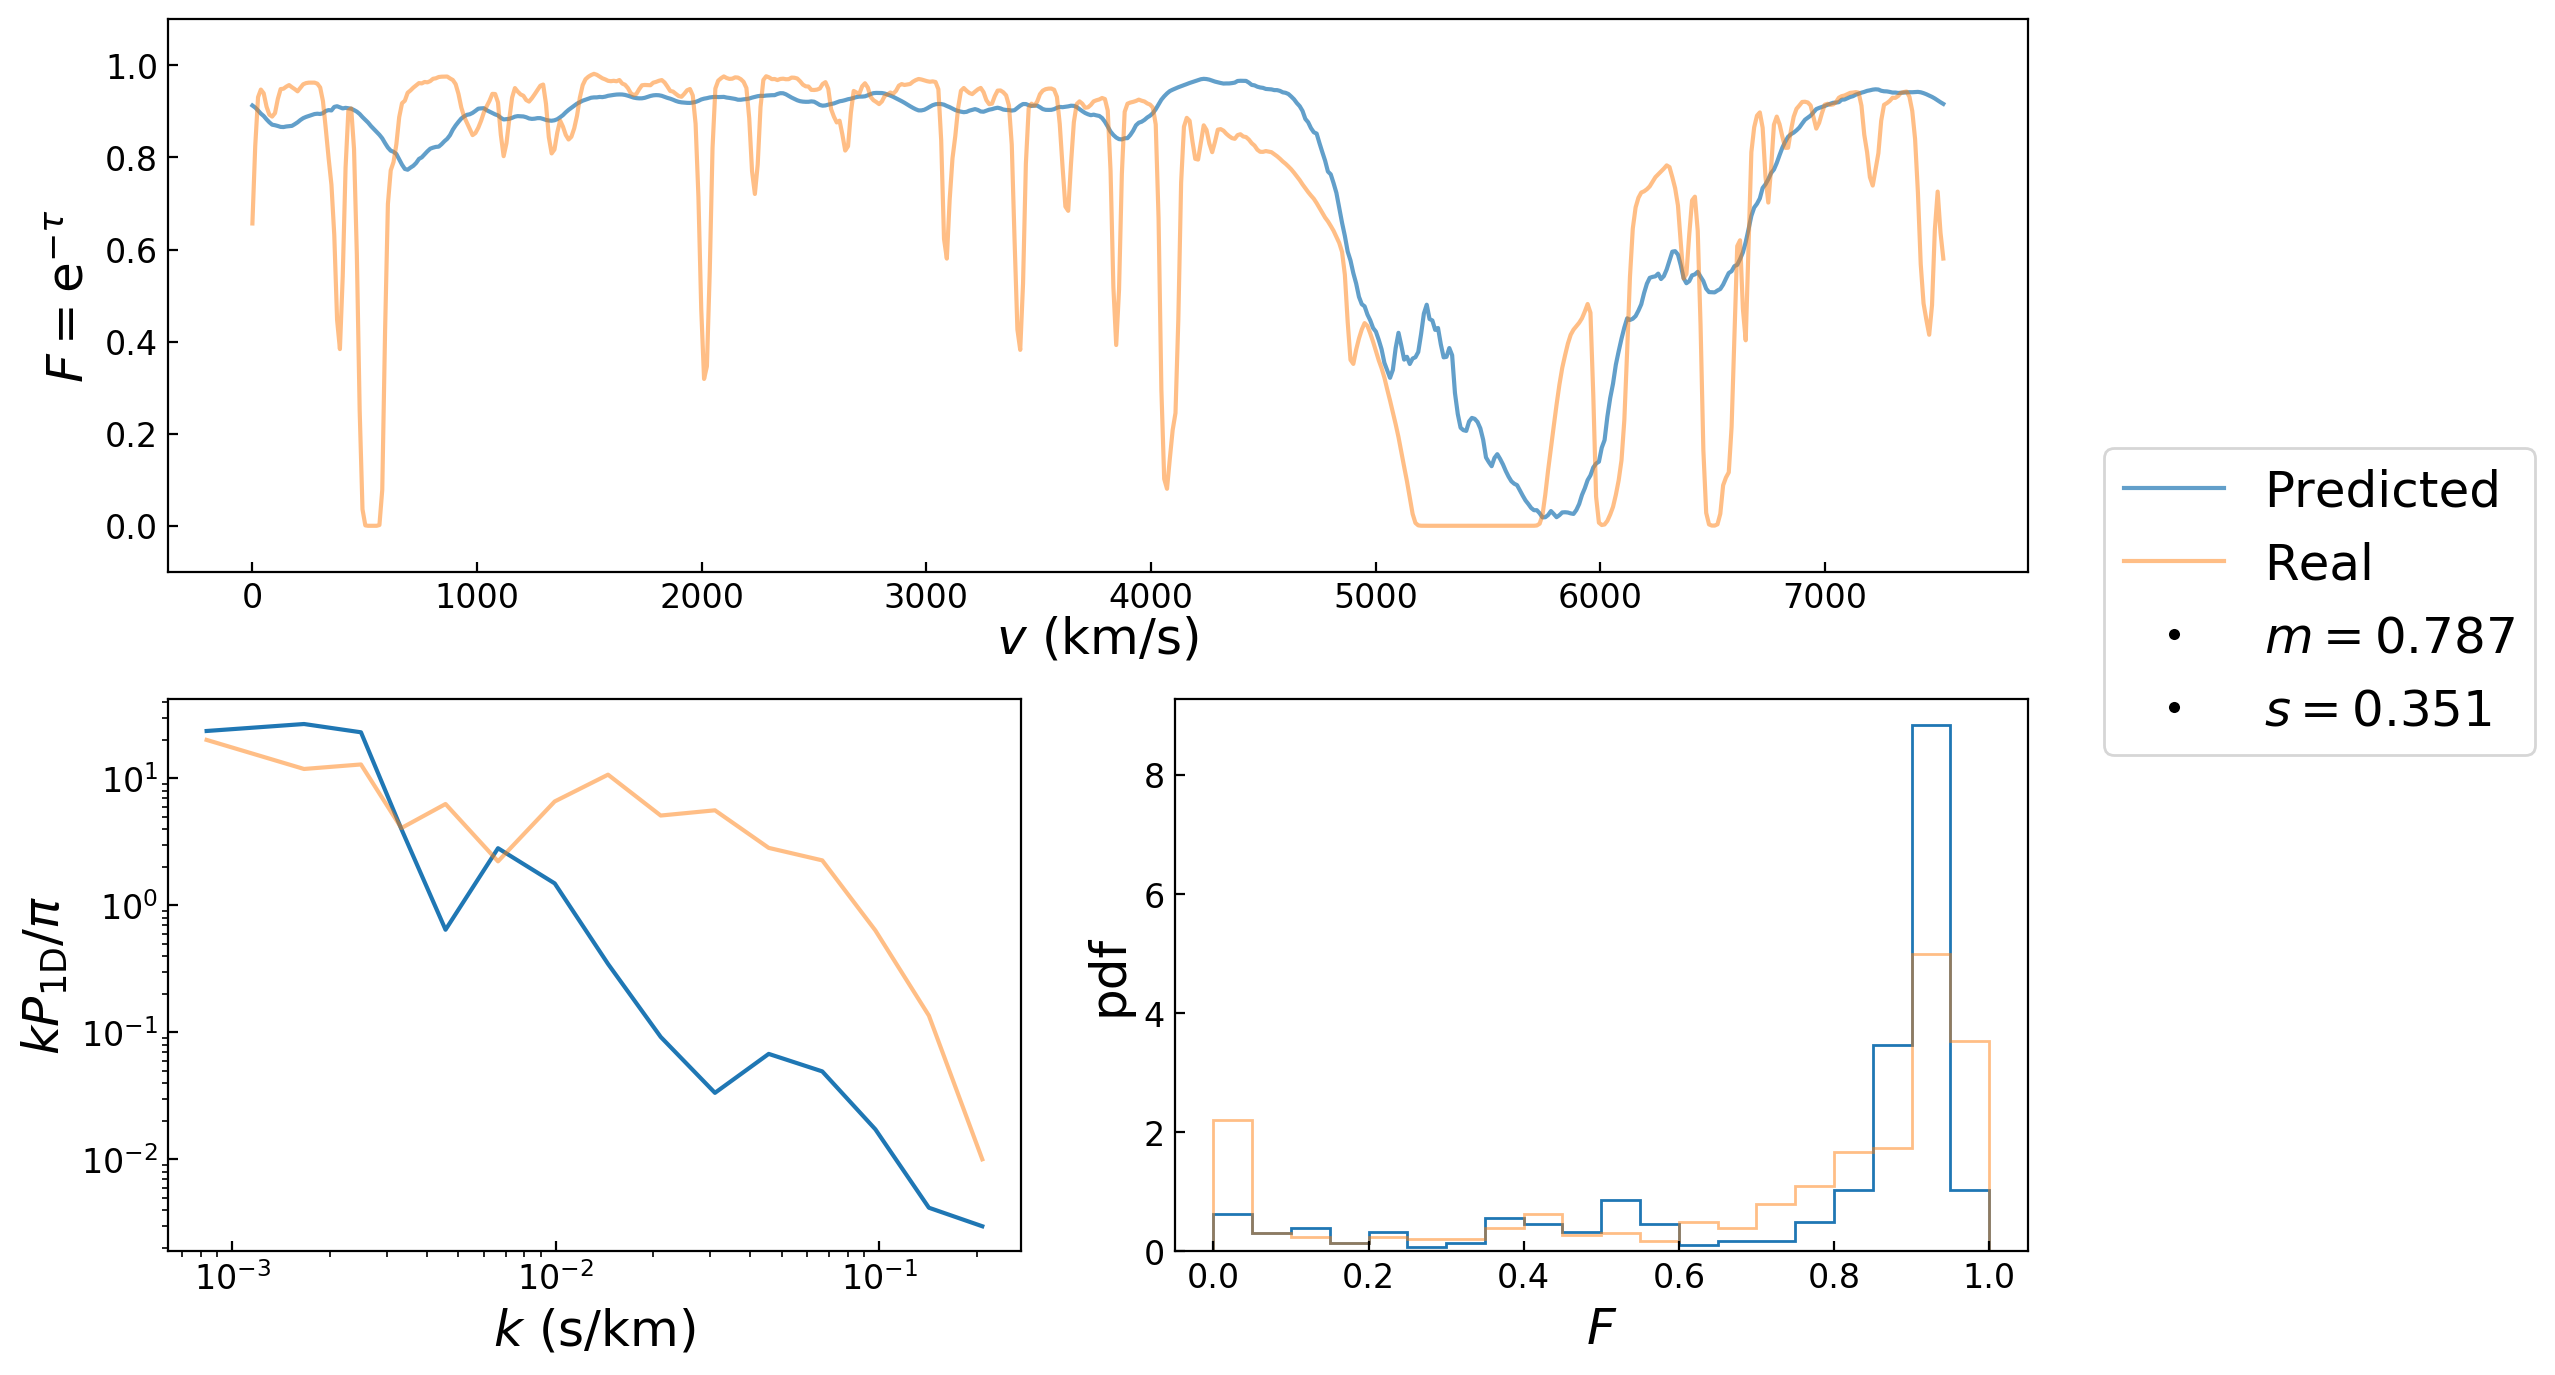 F = e^{−τ}
1.0
0.8
0.6
0.4
0.2
0.0
0 1000 2000 3000 4000 5000 6000 7000
v (km/s)
Predicted
Real
m = 0.787
s = 0.351
kP_{1D}/π
10^{1}
10^{0}
10^{−1}
10^{−2}
10^{−3} 10^{−2} 10^{−1}
k (s/km)
pdf
8
6
4
2
0
0.0 0.2 0.4 0.6 0.8 1.0
F